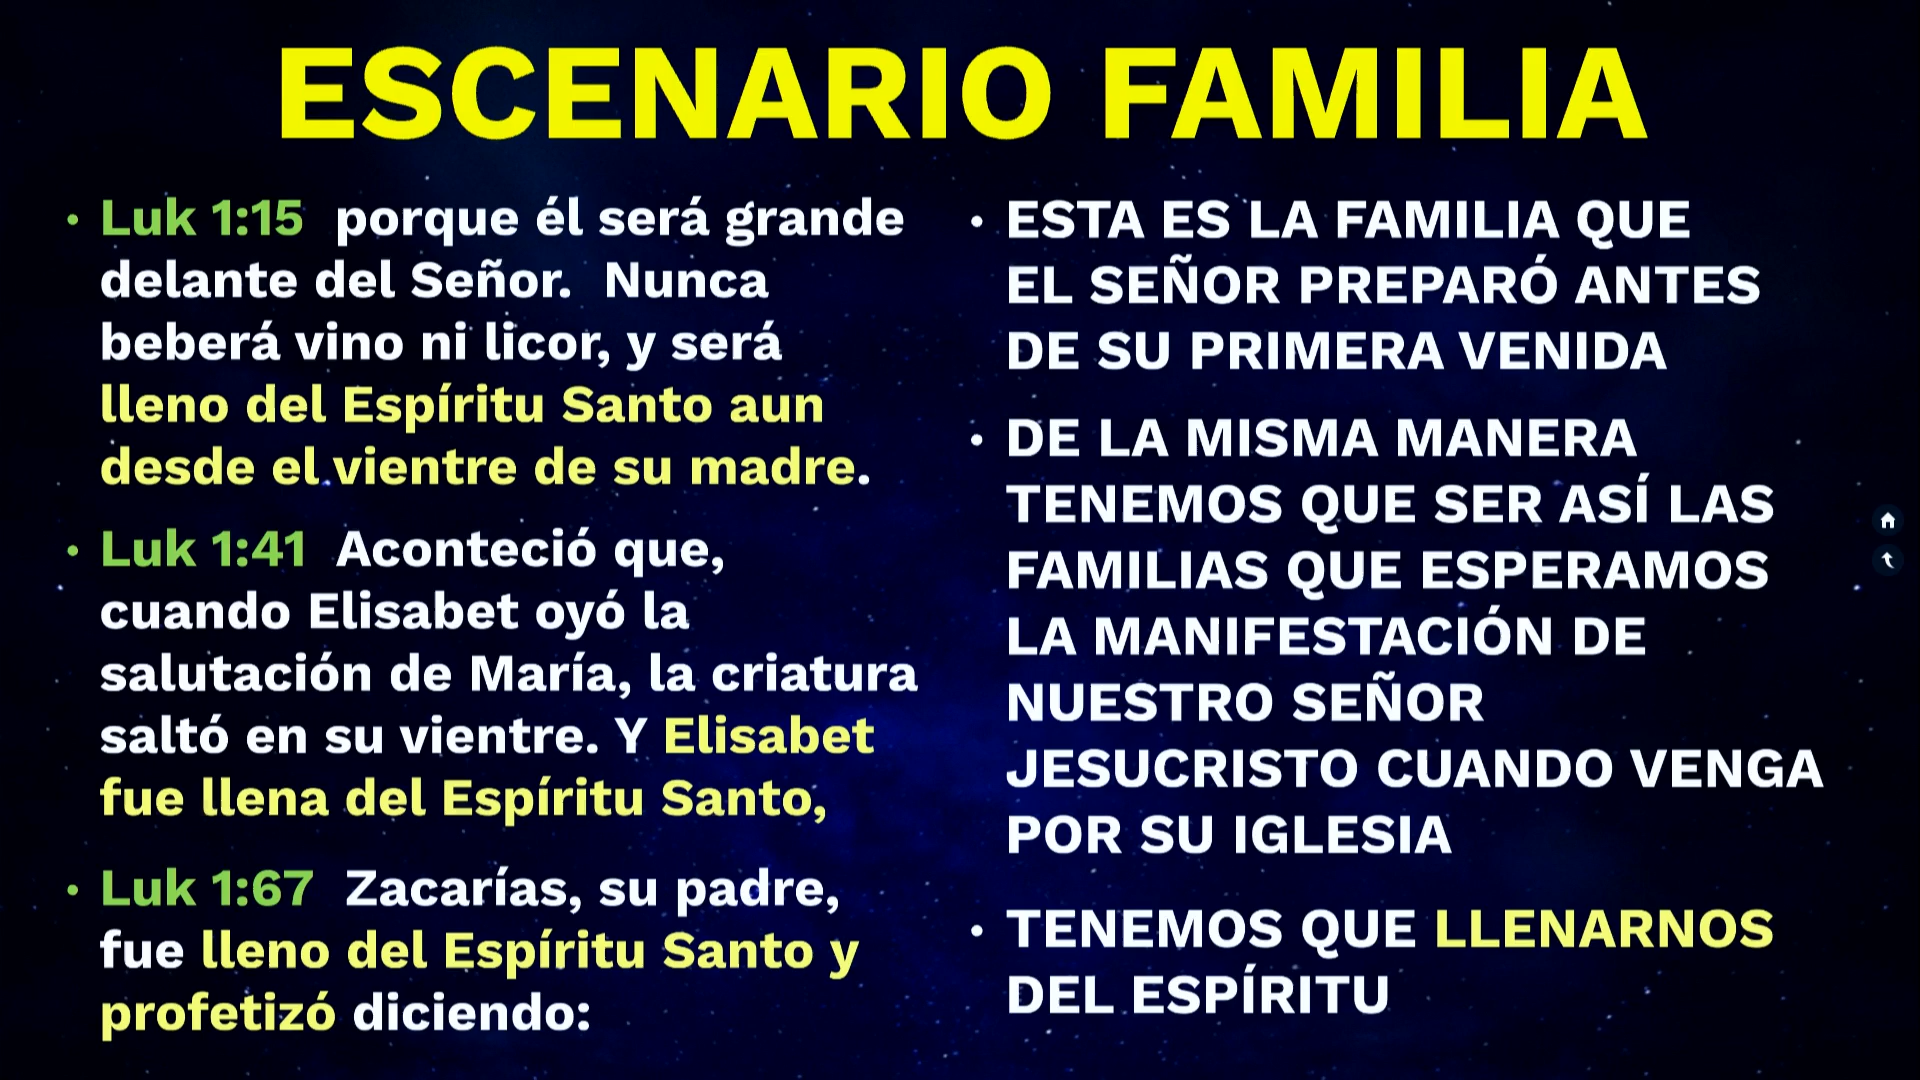 ESCENARIO FAMILIA
• Luk 1:15 porque él será grande
delante del Señor. Nunca
beberá vino ni licor, y será
lleno del Espíritu Santo aun
desde el vientre de su madre.
• Luk 1:41 Aconteció que,
cuando Elisabet oyó la
salutación de María, la criatura
saltó en su vientre. Y Elisabet
fue llena del Espíritu Santo,
• Luk 1:67 Zacarías, su padre,
fue lleno del Espíritu Santo y
profetizó diciendo:
• ESTA ES LA FAMILIA QUE
EL SEÑOR PREPARÓ ANTES
DE SU PRIMERA VENIDA
• DE LA MISMA MANERA
TENEMOS QUE SER ASÍ LAS
FAMILIAS QUE ESPERAMOS
LA MANIFESTACIÓN DE
NUESTRO SEÑOR
JESUCRISTO CUANDO VENGA
POR SU IGLESIA
• TENEMOS QUE LLENARNOS
DEL ESPÍRITU